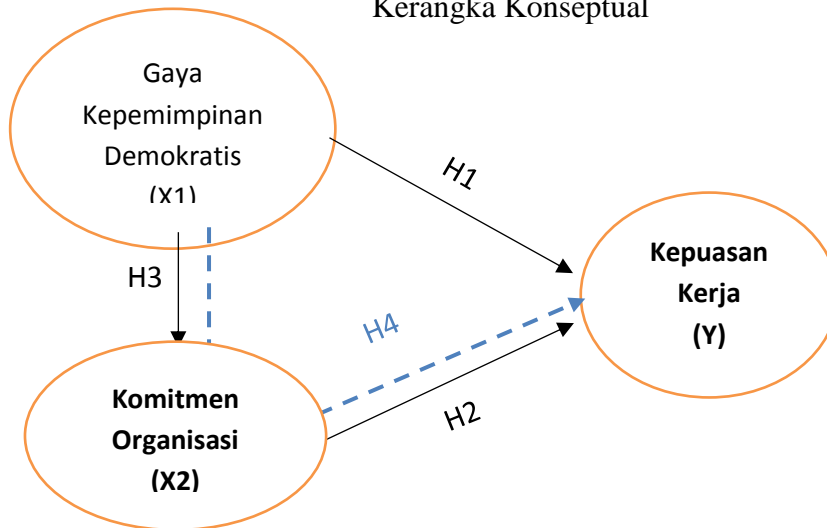 Kerangka Konseptual
Gaya
Kepemimpinan
Demokratis
(X1)
H1
H3
H4
H2
Kepuasan
Kerja
(Y)
Komitmen
Organisasi
(X2)